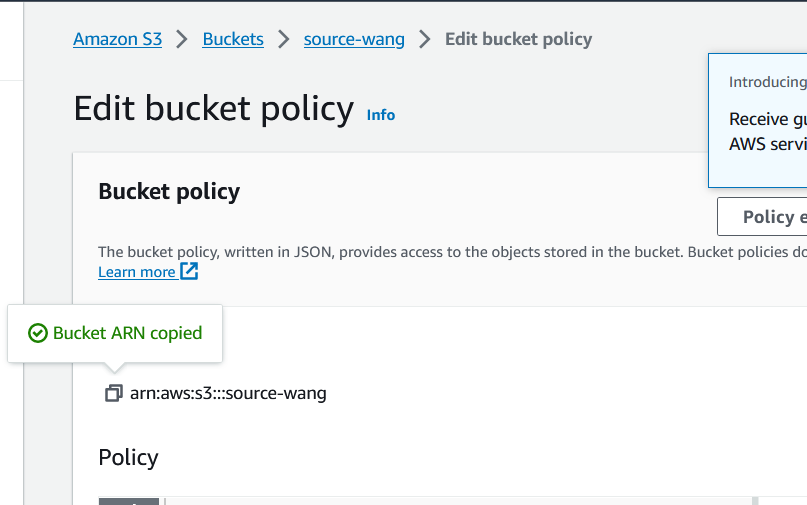 Amazon S3 > Buckets > source-wang > Edit bucket policy
Introducing
Edit bucket policy Info
Receive gu
AWS servi
Bucket policy
Policy e
The bucket policy, written in JSON, provides access to the objects stored in the bucket. Bucket policies do
Learn more
Bucket ARN copied
arn:aws:s3:::source-wang
Policy